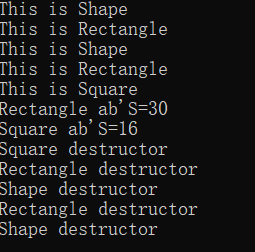 This is Shape
This is Rectangle
This is Shape
This is Rectangle
This is Square
Rectangle ab'S=30
Square ab'S=16
Square destructor
Rectangle destructor
Shape destructor
Rectangle destructor
Shape destructor